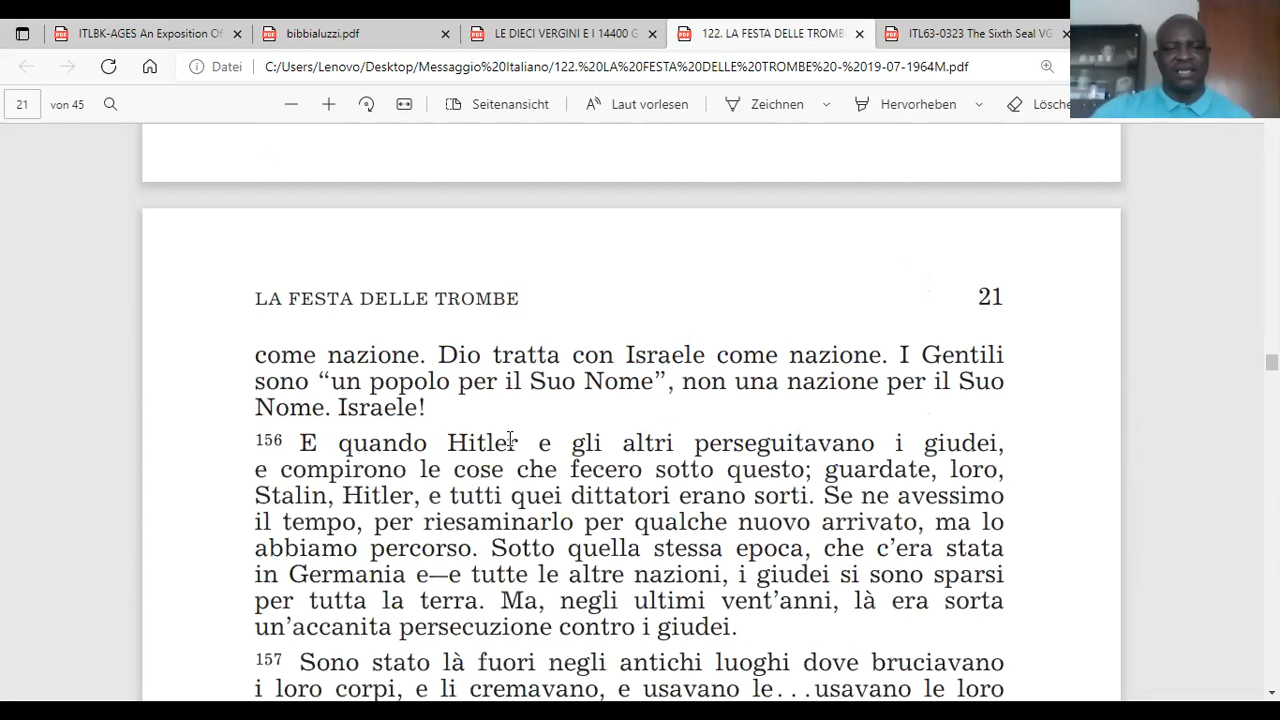 ITLBK-AGES An Exposition Of
bibbialuzzi.pdf
LE DIECI VERGINI E I 14400 G
122. LA FESTA DELLE TROMB
ITL63-0323 The Sixth Seal VG
Datei
C:/Users/Lenovo/Desktop/Messaggio%20Italiano/122.%20LA%20FESTA%20DELLE%20TROMBE%20-%2019-07-1964M.pdf
21 von 45
Seitenansicht
Laut vorlesen
Zeichnen
Hervorheben
Lösche
LA FESTA DELLE TROMBE 21
come nazione. Dio tratta con Israele come nazione. I Gentili
sono “un popolo per il Suo Nome”, non una nazione per il Suo
Nome. Israele!
156 E quando Hitler e gli altri perseguitavano i giudei,
e compirono le cose che fecero sotto questo; guardate, loro,
Stalin, Hitler, e tutti quei dittatori erano sorti. Se ne avessimo
il tempo, per riesaminarlo per qualche nuovo arrivato, ma lo
abbiamo percorso. Sotto quella stessa epoca, che c’era stata
in Germania e—e tutte le altre nazioni, i giudei si sono sparsi
per tutta la terra. Ma, negli ultimi vent’anni, là era sorta
un’accanita persecuzione contro i giudei.
157 Sono stato là fuori negli antichi luoghi dove bruciavano
i loro corpi, e li cremavano, e usavano le...usavano le loro